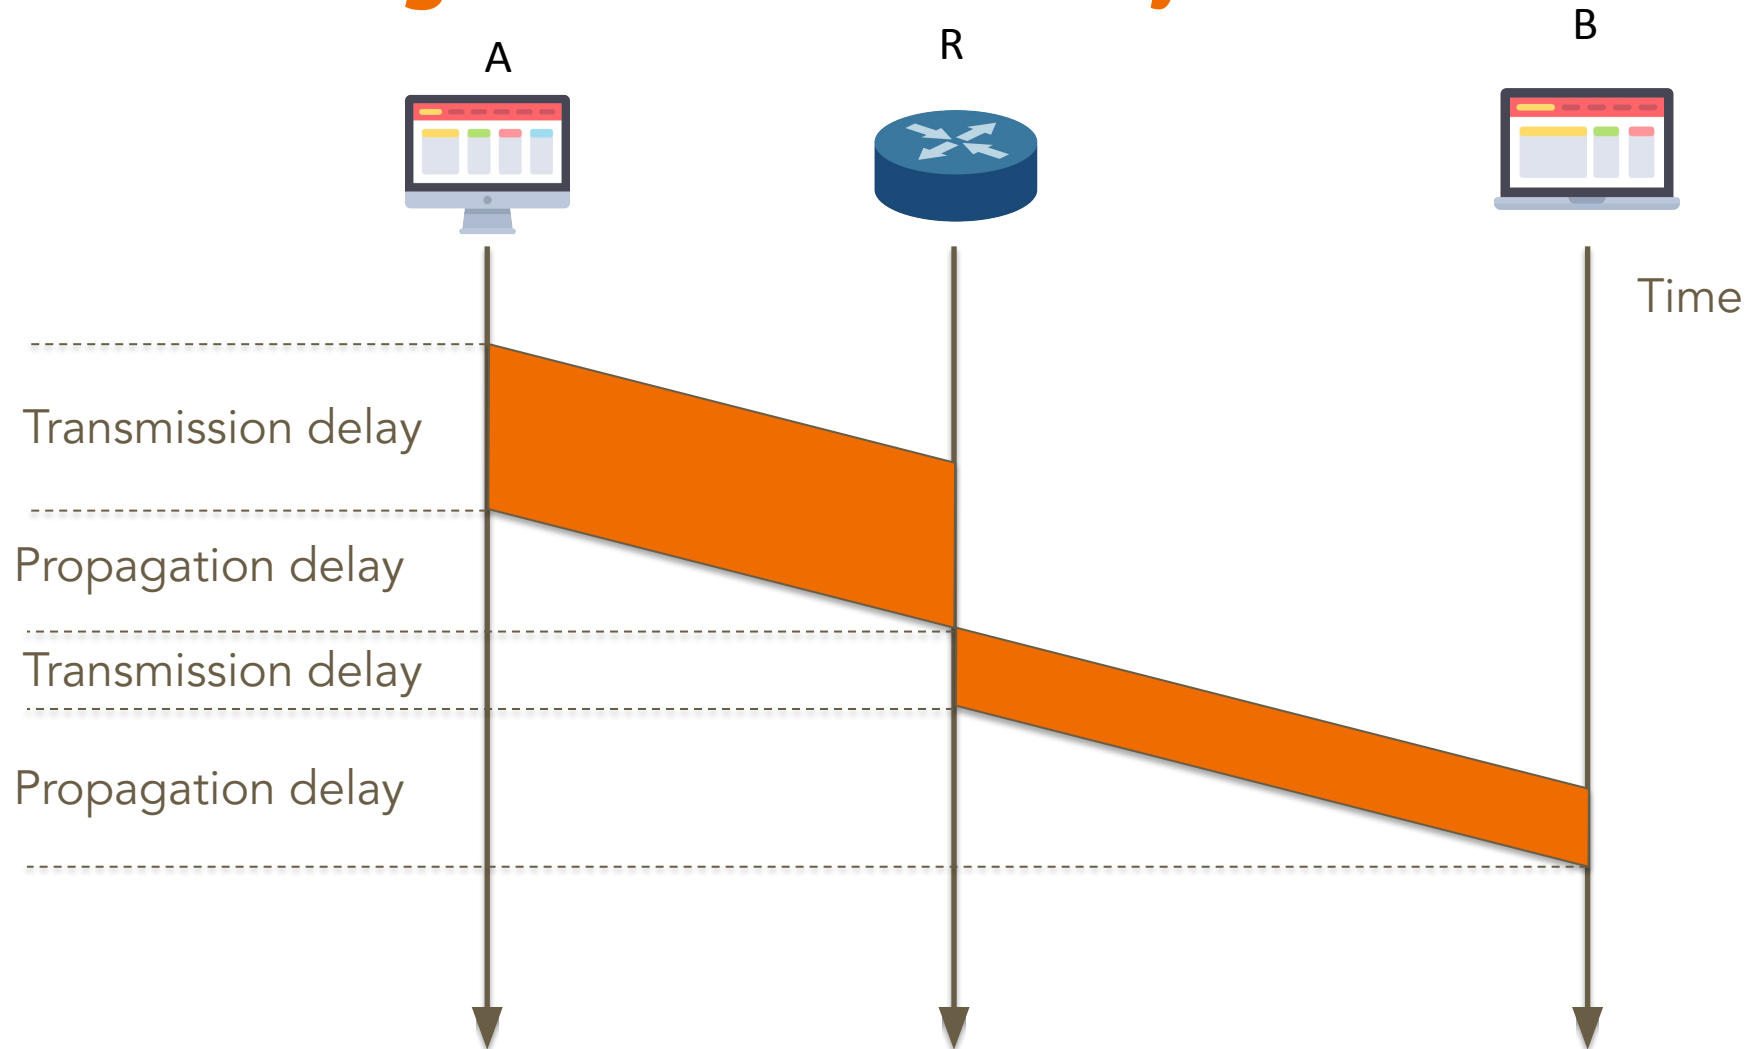 A
R
B
Time
Transmission delay
Propagation delay
Transmission delay
Propagation delay